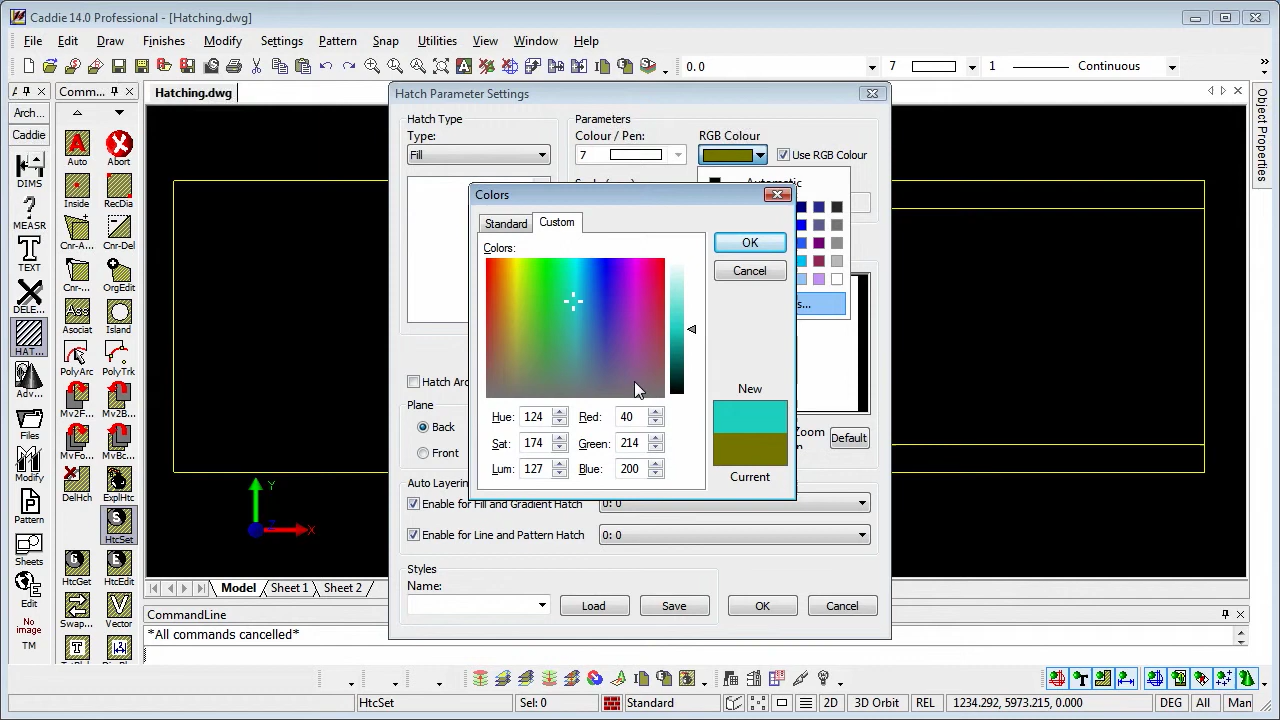 Caddie 14.0 Professional - [Hatching.dwg]
File Edit Draw Finishes Modify Settings Pattern Snap Utilities View Window Help
0. 0 7 1 Continuous
Comm...
Hatching.dwg
Arch...
Caddie
DIMS
MEASR
TEXT
DELE...
HAT...
Adv...
Files
Modify
Pattern
Sheets
Edit
No image
TM
Auto Abort
Inside RecDia
Cnr-A... Cnr-Del
Cnr-... OrgEdit
Asociat Island
PolyArc PolyTrk
Mv2F... Mv2B...
MvFo... MvBc...
DelHch ExplHtc
HtcSet
HtcGet HtcEdit
Swap... Vector
Object Properties
Hatch Parameter Settings
Hatch Type
Type:
Fill
Parameters
Colour / Pen:
7
RGB Colour
Use RGB Colour
Automatic
s...
Hatch Arc
Plane
Back
Front
Zoom
Default
Auto Layering
Enable for Fill and Gradient Hatch 0: 0
Enable for Line and Pattern Hatch 0: 0
Styles
Name:
Load Save OK Cancel
Colors
Standard Custom
Colors:
OK
Cancel
New
Current
Hue: 124 Red: 40
Sat: 174 Green: 214
Lum: 127 Blue: 200
Y
Z
X
Model Sheet 1 Sheet 2
CommandLine
*All commands cancelled*
HtcSet Sel: 0 Standard 2D 3D Orbit REL 1234.292, 5973.215, 0.000 DEG All Man